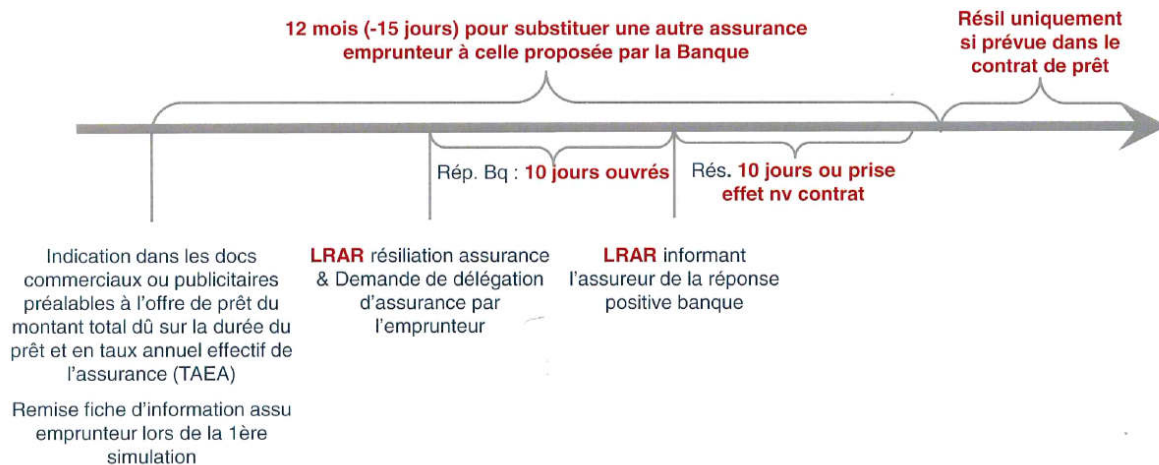 12 mois (-15 jours) pour substituer une autre assurance
emprunteur à celle proposée par la Banque
Résil uniquement
si prévue dans le
contrat de prêt
Rép. Bq : 10 jours ouvrés
Rés. 10 jours ou prise
effet nv contrat
Indication dans les docs
commerciaux ou publicitaires
préalables à l'offre de prêt du
montant total dû sur la durée du
prêt et en taux annuel effectif de
l'assurance (TAEA)
Remise fiche d'information assu
emprunteur lors de la 1ère
simulation
LRAR résiliation assurance
& Demande de délégation
d'assurance par
l'emprunteur
LRAR informant
l'assureur de la réponse
positive banque